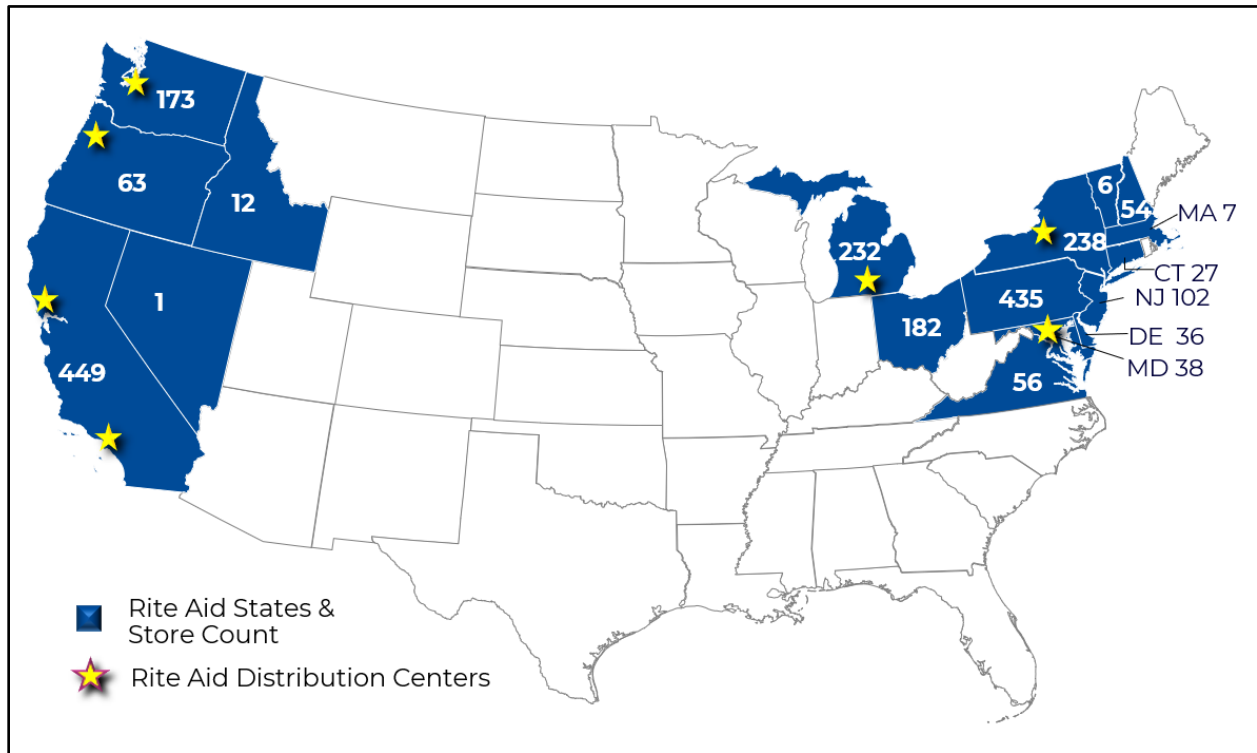 173
63
12
1
449
232
182
435
56
238
6
54
MA 7
CT 27
NJ 102
DE 36
MD 38
Rite Aid States &
Store Count
Rite Aid Distribution Centers